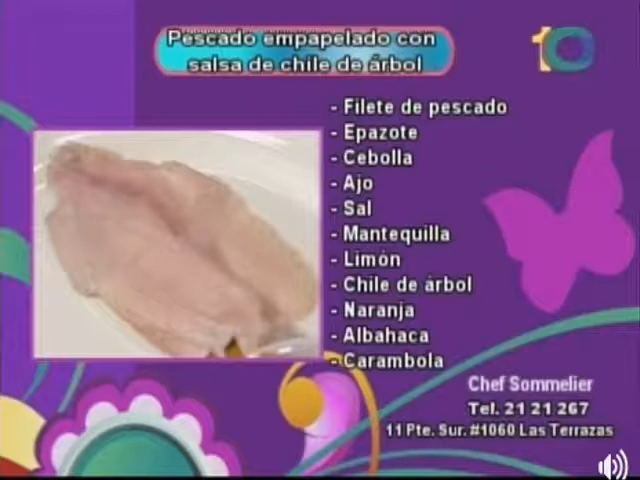 Pescado empapelado con
salsa de chile de árbol
10
- Filete de pescado
- Epazote
- Cebolla
- Ajo
- Sal
- Mantequilla
- Limón
- Chile de árbol
- Naranja
- Albahaca
- Carambola
Chef Sommelier
Tel. 21 21 267
11 Pte. Sur. #1060 Las Terrazas